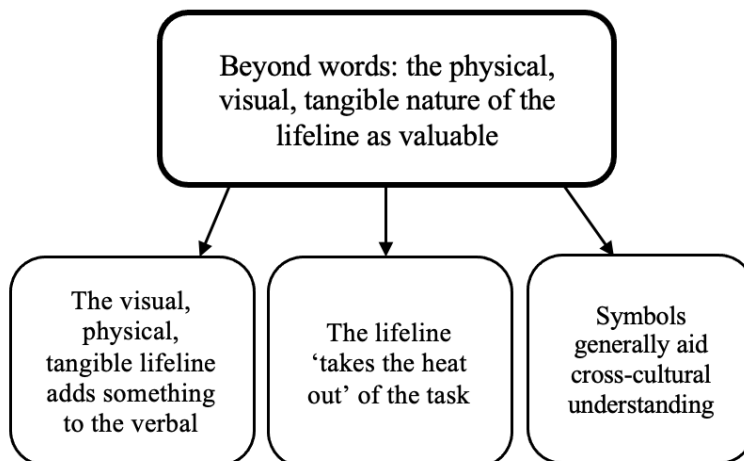 Beyond words: the physical,
visual, tangible nature of the
lifeline as valuable
The visual,
physical,
tangible lifeline
adds something
to the verbal
The lifeline
‘takes the heat
out’ of the task
Symbols
generally aid
cross-cultural
understanding